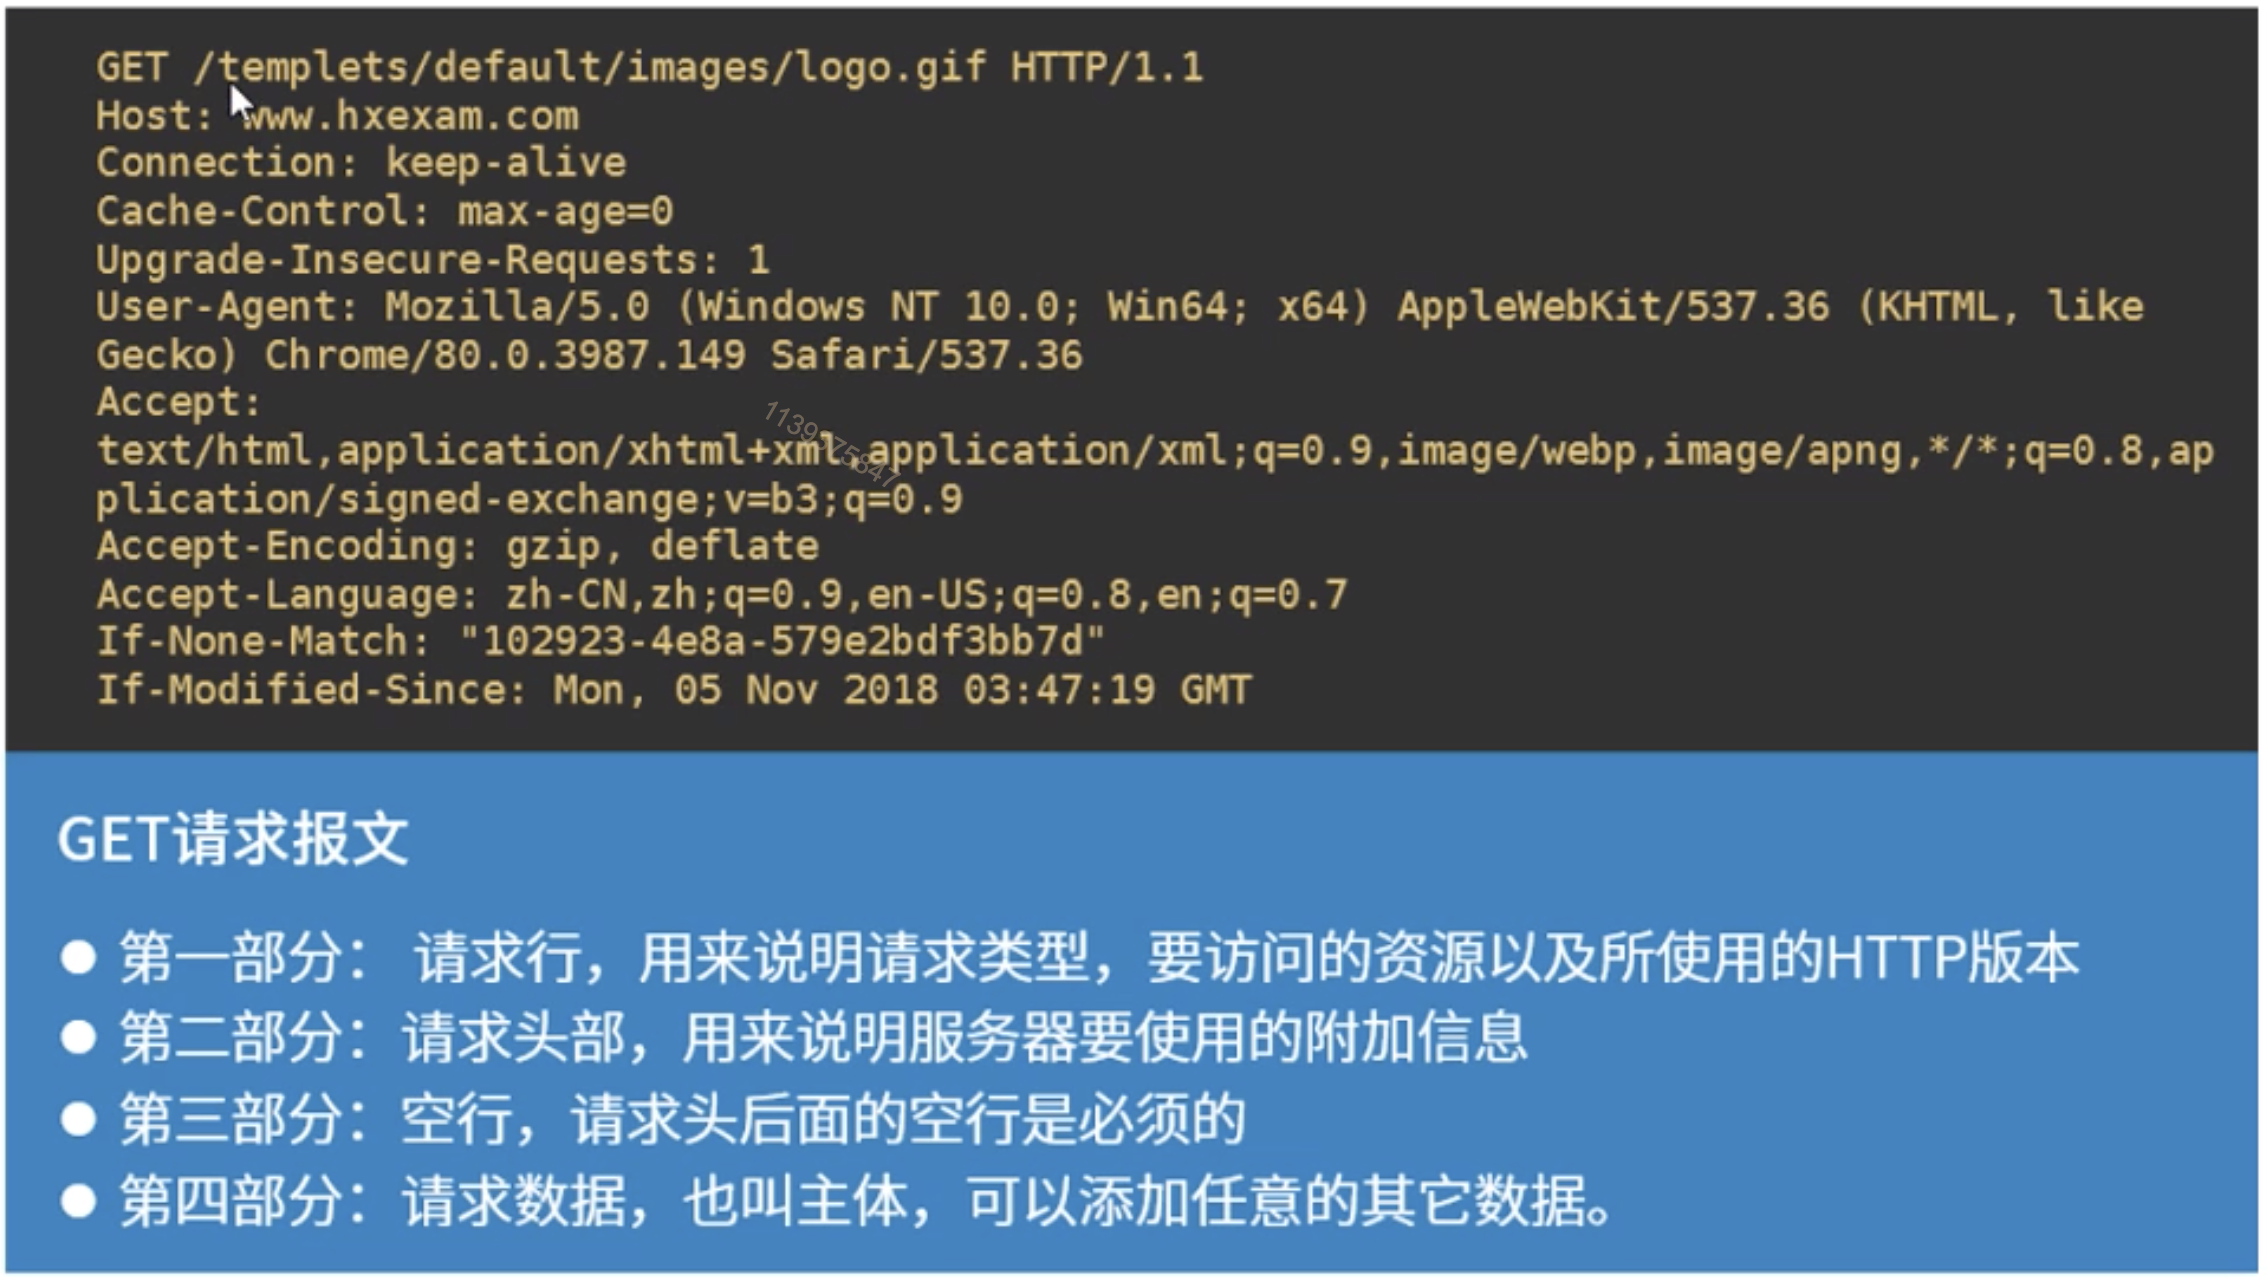 GET /templets/default/images/logo.gif HTTP/1.1
Host: www.hxexam.com
Connection: keep-alive
Cache-Control: max-age=0
Upgrade-Insecure-Requests: 1
User-Agent: Mozilla/5.0 (Windows NT 10.0; Win64; x64) AppleWebKit/537.36 (KHTML, like
Gecko) Chrome/80.0.3987.149 Safari/537.36
Accept:
text/html,application/xhtml+xml,application/xml;q=0.9,image/webp,image/apng,*/*;q=0.8,ap
plication/signed-exchange;v=b3;q=0.9
Accept-Encoding: gzip, deflate
Accept-Language: zh-CN,zh;q=0.9,en-US;q=0.8,en;q=0.7
If-None-Match: "102923-4e8a-579e2bdf3bb7d"
If-Modified-Since: Mon, 05 Nov 2018 03:47:19 GMT
GET请求报文
● 第一部分： 请求行，用来说明请求类型，要访问的资源以及所使用的HTTP版本
● 第二部分：请求头部，用来说明服务器要使用的附加信息
● 第三部分：空行，请求头后面的空行是必须的
● 第四部分：请求数据，也叫主体，可以添加任意的其它数据。